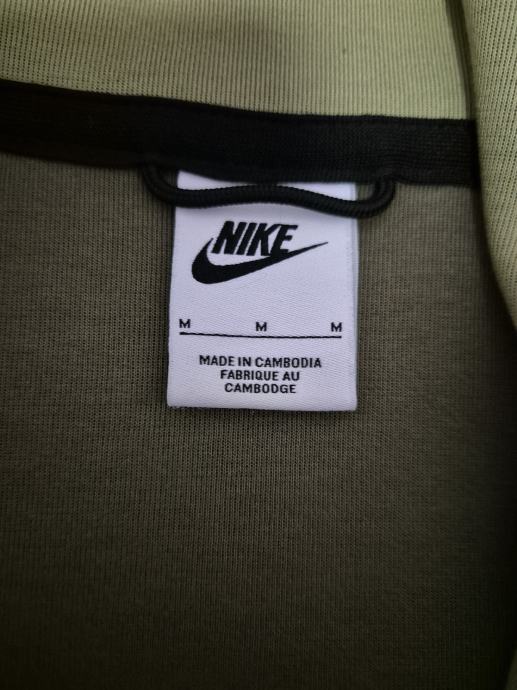 NIKE
M M M
MADE IN CAMBODIA
FABRIQUE AU
CAMBODGE